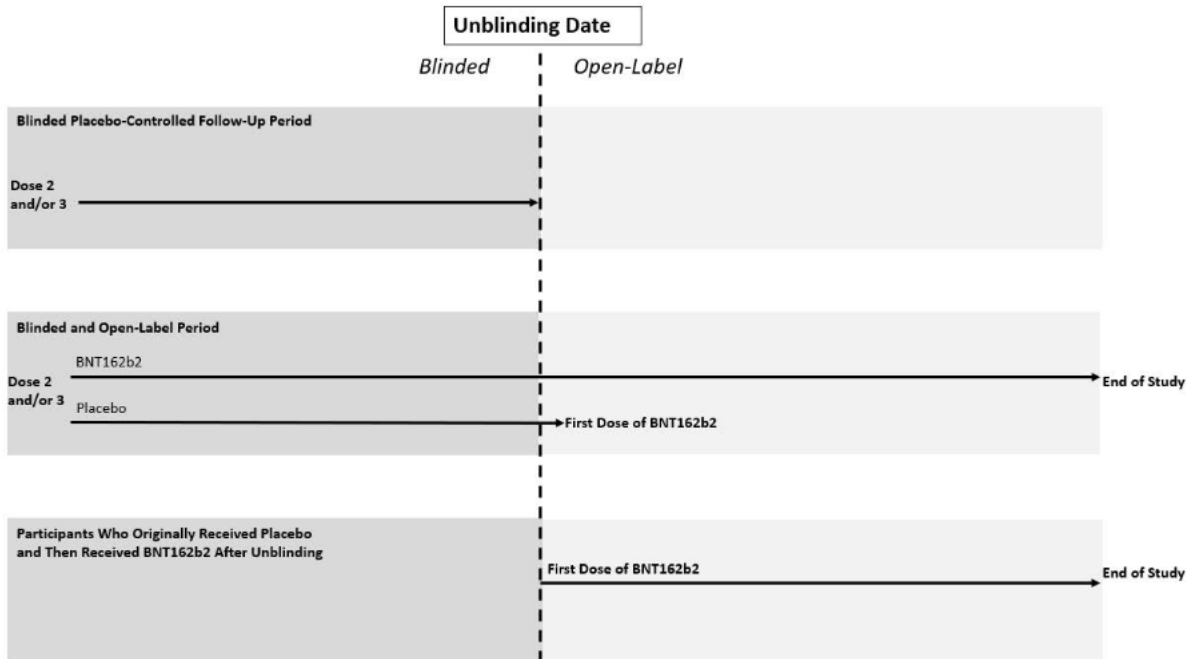 Unblinding Date
Blinded
Open-Label
Blinded Placebo-Controlled Follow-Up Period
Dose 2
and/or 3
Blinded and Open-Label Period
BNT162b2
Dose 2
and/or 3
End of Study
Placebo
First Dose of BNT162b2
Participants Who Originally Received Placebo
and Then Received BNT162b2 After Unblinding
First Dose of BNT162b2
End of Study